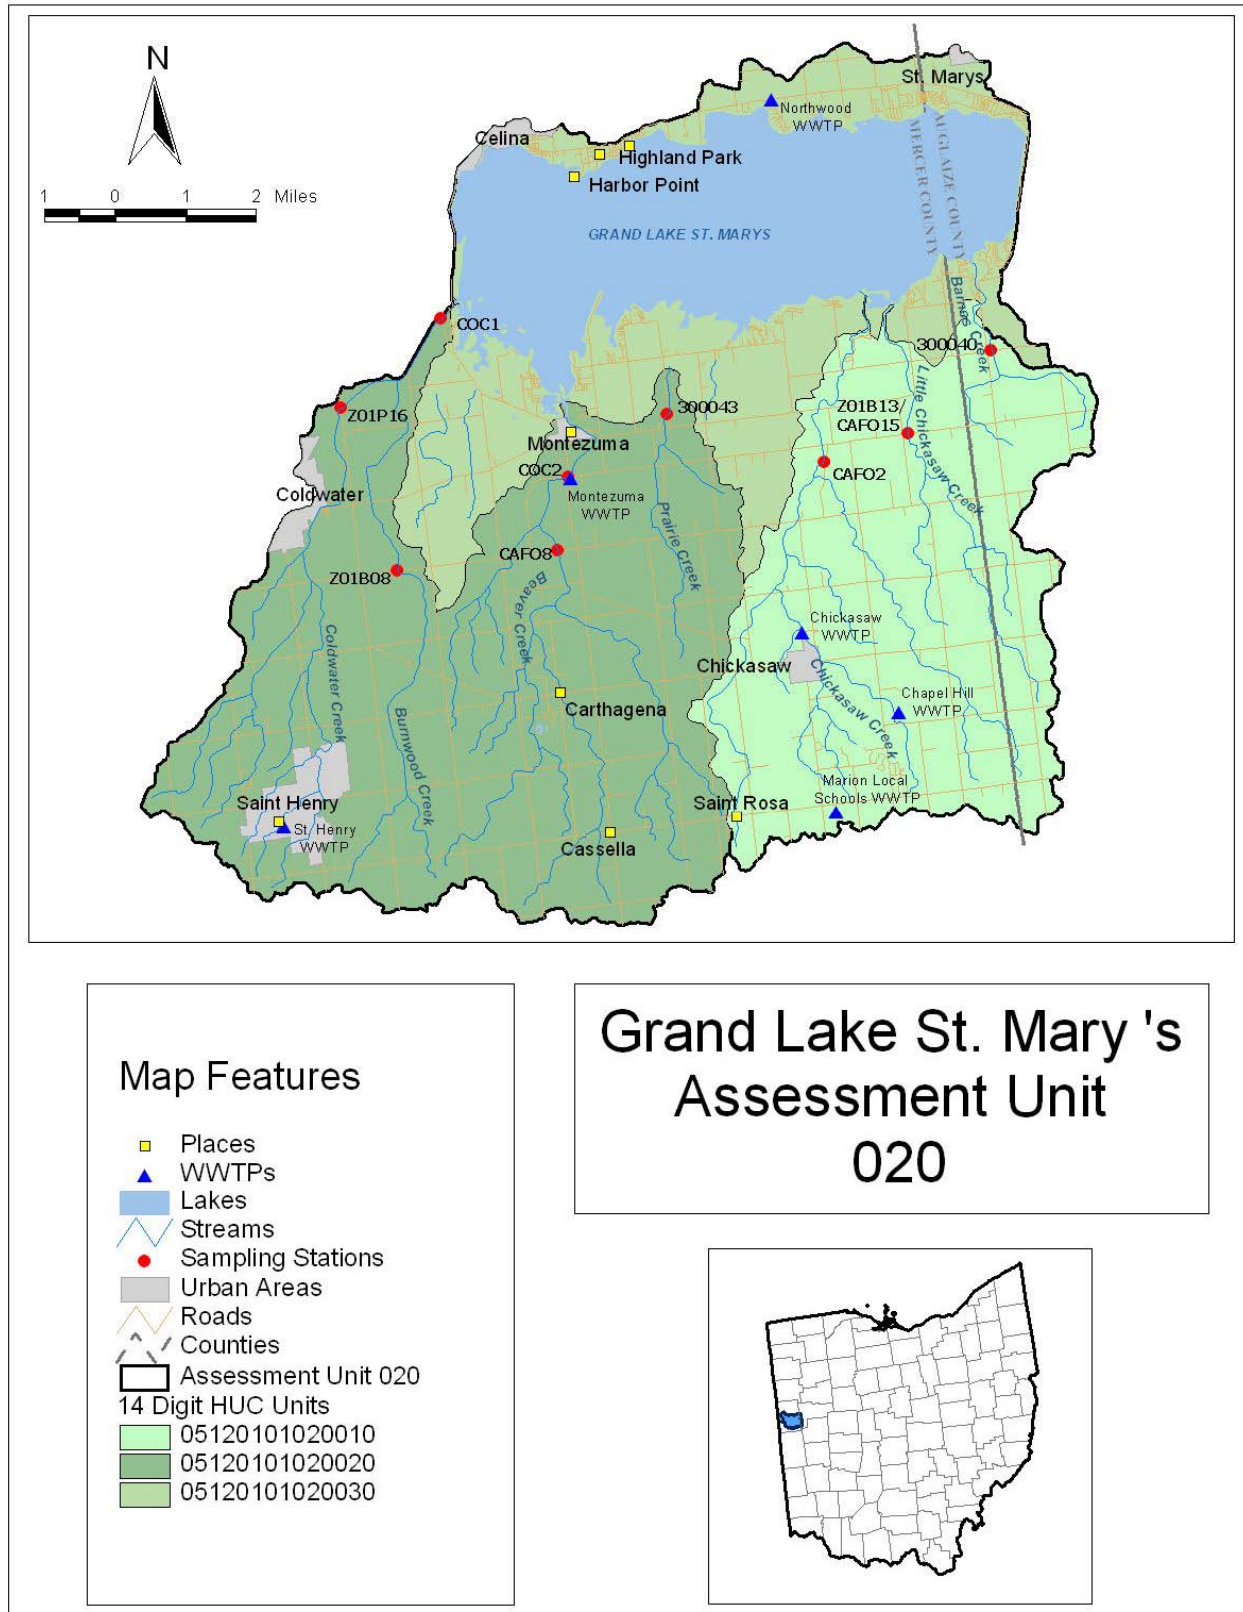 N
St. Marys
Northwood
WWTP
Celina
Highland Park
Harbor Point
1 0 1 2 Miles
GRAND LAKE ST. MARYS
AUGLAIZE COUNTY
MERCER COUNTY
COC1
Barnes Creek
300040
Z01P16
300043
Z01B13/
CAFO15
Little Chickasaw Creek
Montezuma
COC2
CAFO2
Coldwater
Montezuma
WWTP
Prairie Creek
CAFO8
Z01B08
Beaver Creek
Chickasaw
WWTP
Coldwater Creek
Chickasaw
Chickasaw Creek
Chapel Hill
WWTP
Carthagena
Burnwood Creek
Marion Local
Schools WWTP
Saint Henry
Saint Rosa
St. Henry
WWTP
Cassella
Map Features
Places
WWTPs
Lakes
Streams
Sampling Stations
Urban Areas
Roads
Counties
Assessment Unit 020
14 Digit HUC Units
05120101020010
05120101020020
05120101020030
Grand Lake St. Mary 's
Assessment Unit
020